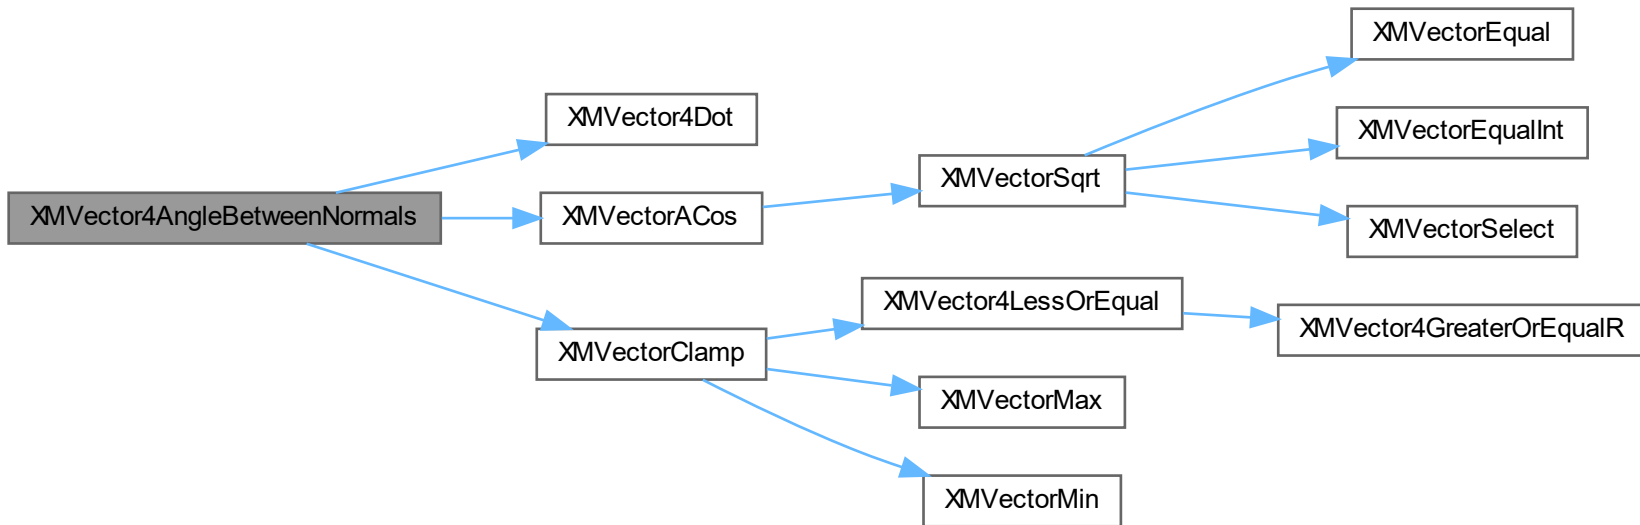 XMVectorEqual
XMVector4Dot
XMVectorEqualInt
XMVectorSqrt
XMVector4AngleBetweenNormals
XMVectorACos
XMVectorSelect
XMVector4LessOrEqual
XMVector4GreaterOrEqualR
XMVectorClamp
XMVectorMax
XMVectorMin